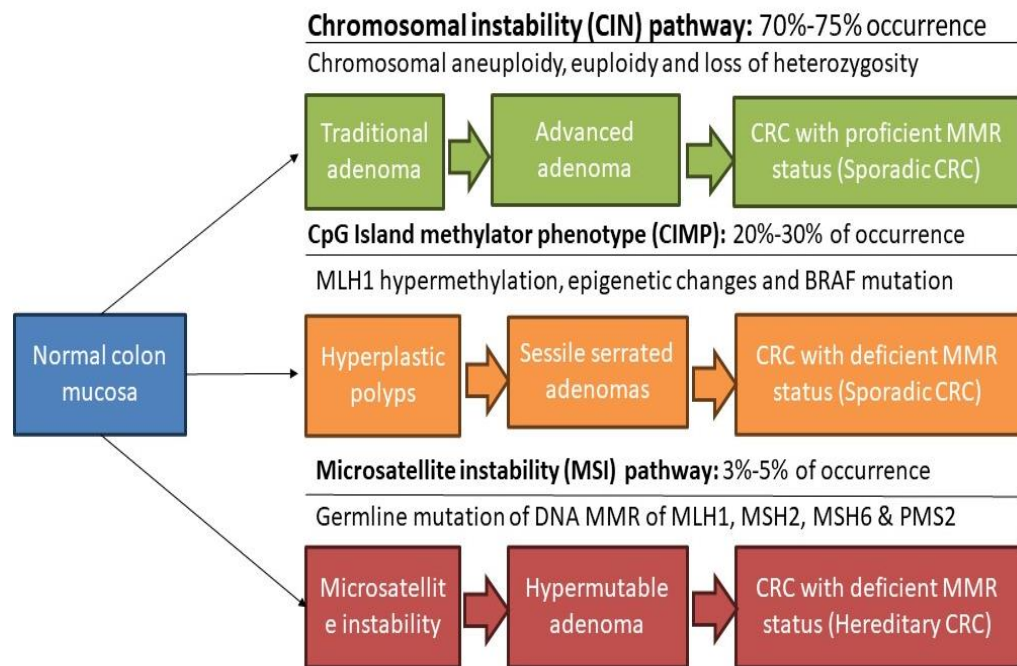 Chromosomal instability (CIN) pathway: 70%-75% occurrence
Chromosomal aneuploidy, euploidy and loss of heterozygosity
Traditional
adenoma
Advanced
adenoma
CRC with proficient MMR
status (Sporadic CRC)
CpG Island methylator phenotype (CIMP): 20%-30% of occurrence
MLH1 hypermethylation, epigenetic changes and BRAF mutation
Normal colon
mucosa
Hyperplastic
polyps
Sessile serrated
adenomas
CRC with deficient MMR
status (Sporadic CRC)
Microsatellite instability (MSI) pathway: 3%-5% of occurrence
Germline mutation of DNA MMR of MLH1, MSH2, MSH6 & PMS2
Microsatellit
e instability
Hypermutable
adenoma
CRC with deficient MMR
status (Hereditary CRC)